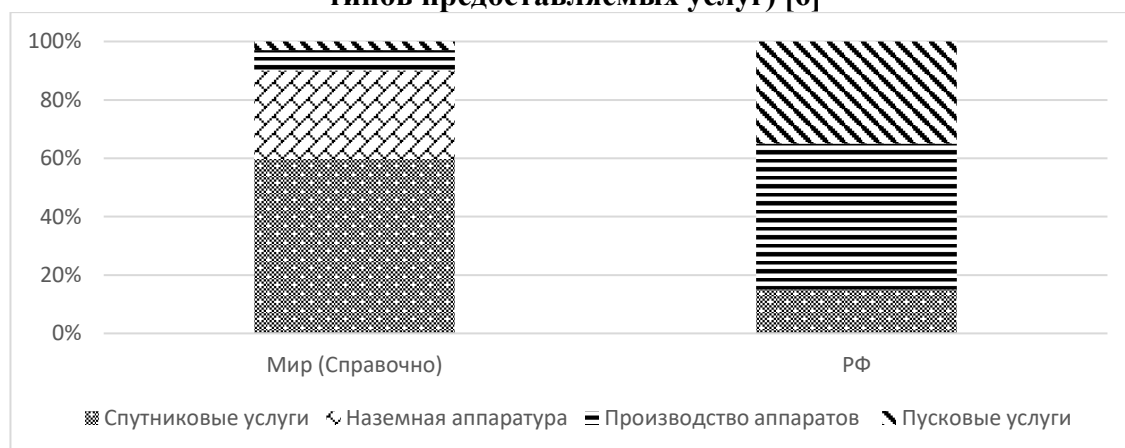 типов предоставляемых услуг) [6]
100%
80%
60%
40%
20%
0%
Мир (Справочно)
РФ
Спутниковые услуги Наземная аппаратура Производство аппаратов Пусковые услуги